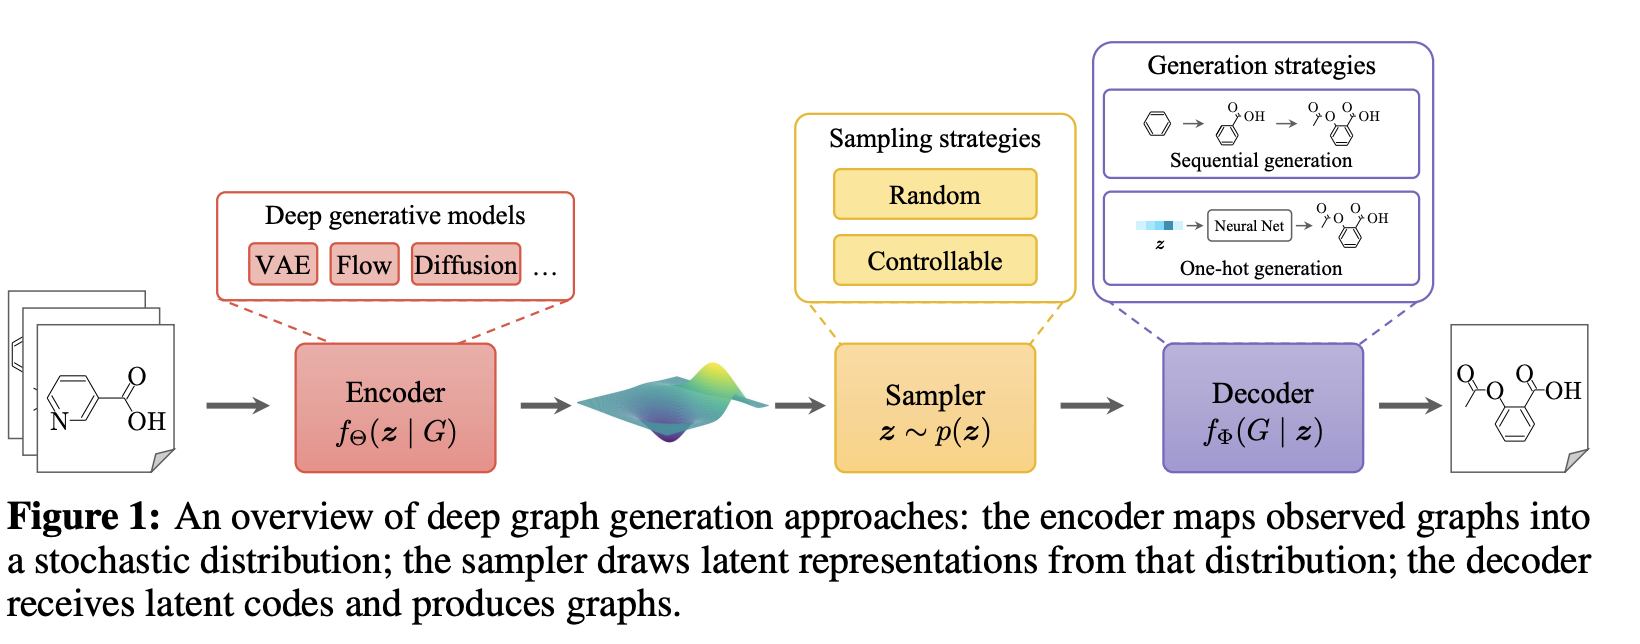 Generation strategies
O
OH
O
O
O
OH
Sequential generation
z
Neural Net
O
O
O
OH
One-hot generation
Sampling strategies
Random
Controllable
Deep generative models
VAE
Flow
Diffusion
...
N
O
OH
Encoder
fΘ(z | G)
Sampler
z ∼ p(z)
Decoder
fΦ(G | z)
O
O
O
OH
Figure 1: An overview of deep graph generation approaches: the encoder maps observed graphs into
a stochastic distribution; the sampler draws latent representations from that distribution; the decoder
receives latent codes and produces graphs.